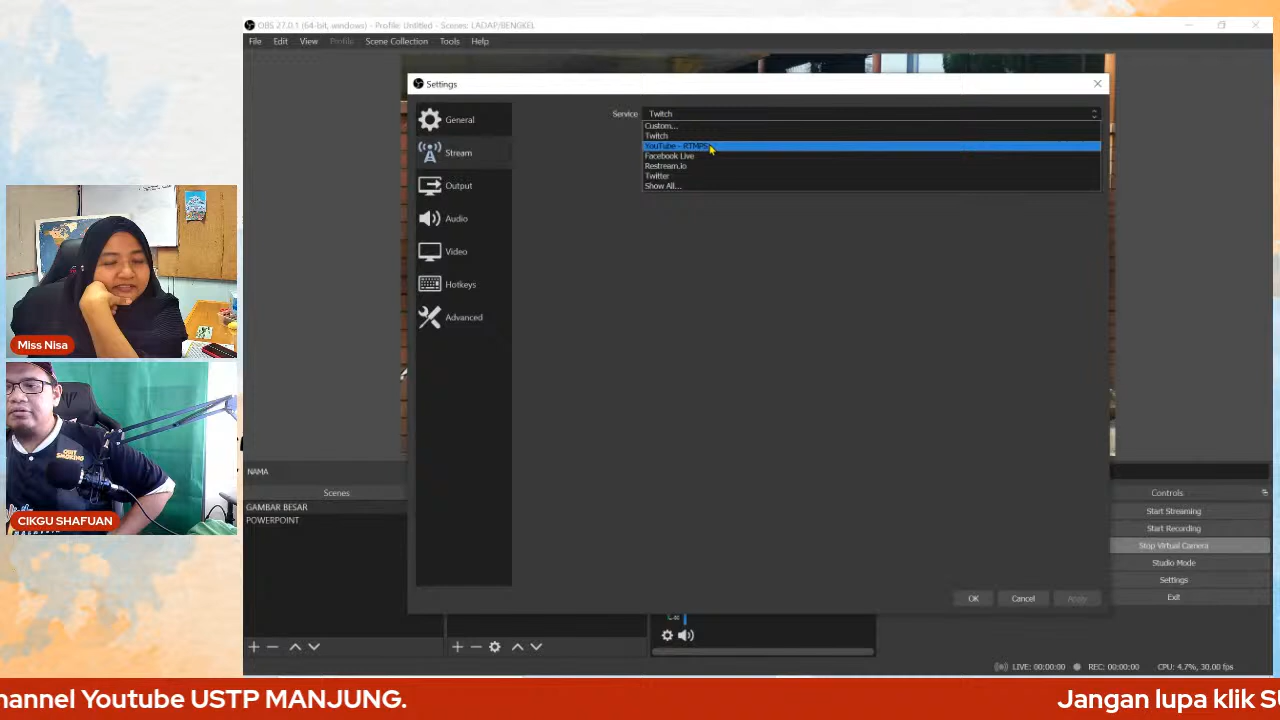 OBS 27.0.1 (64-bit, windows) - Profile: Untitled - Scenes: LADAP/BENGKEL
File Edit View Profile Scene Collection Tools Help
Settings
General
Stream
Output
Audio
Video
Hotkeys
Advanced
Service Twitch
Custom...
Twitch
YouTube - RTMPS
Facebook Live
Restream.io
Twitter
Show All...
OK Cancel Apply
NAMA
Scenes
GAMBAR BESAR
POWERPOINT
Controls
Start Streaming
Start Recording
Stop Virtual Camera
Studio Mode
Settings
Exit
LIVE: 00:00:00 REC: 00:00:00 CPU: 4.7%, 30.00 fps
Miss Nisa
QUIT
SMOKING
CIKGU SHAFUAN
hannel Youtube USTP MANJUNG.
Jangan lupa klik